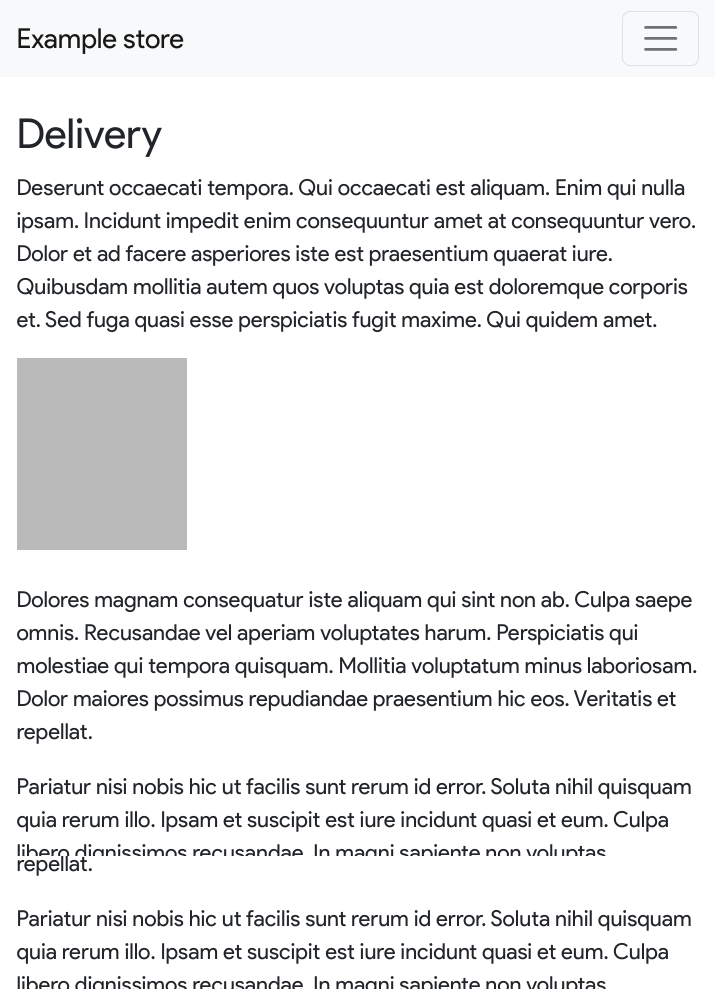 Example store
Delivery
Deserunt occaecati tempora. Qui occaecati est aliquam. Enim qui nulla
ipsam. Incidunt impedit enim consequuntur amet at consequuntur vero.
Dolor et ad facere asperiores iste est praesentium quaerat iure.
Quibusdam mollitia autem quos voluptas quia est doloremque corporis
et. Sed fuga quasi esse perspiciatis fugit maxime. Qui quidem amet.
Dolores magnam consequatur iste aliquam qui sint non ab. Culpa saepe
omnis. Recusandae vel aperiam voluptates harum. Perspiciatis qui
molestiae qui tempora quisquam. Mollitia voluptatum minus laboriosam.
Dolor maiores possimus repudiandae praesentium hic eos. Veritatis et
repellat.
Pariatur nisi nobis hic ut facilis sunt rerum id error. Soluta nihil quisquam
quia rerum illo. Ipsam et suscipit est iure incidunt quasi et eum. Culpa
libero dignissimos recusandae. In magni sapiente non voluptas
repellat.
Pariatur nisi nobis hic ut facilis sunt rerum id error. Soluta nihil quisquam
quia rerum illo. Ipsam et suscipit est iure incidunt quasi et eum. Culpa
libero dignissimos recusandae. In magni sapiente non voluptas